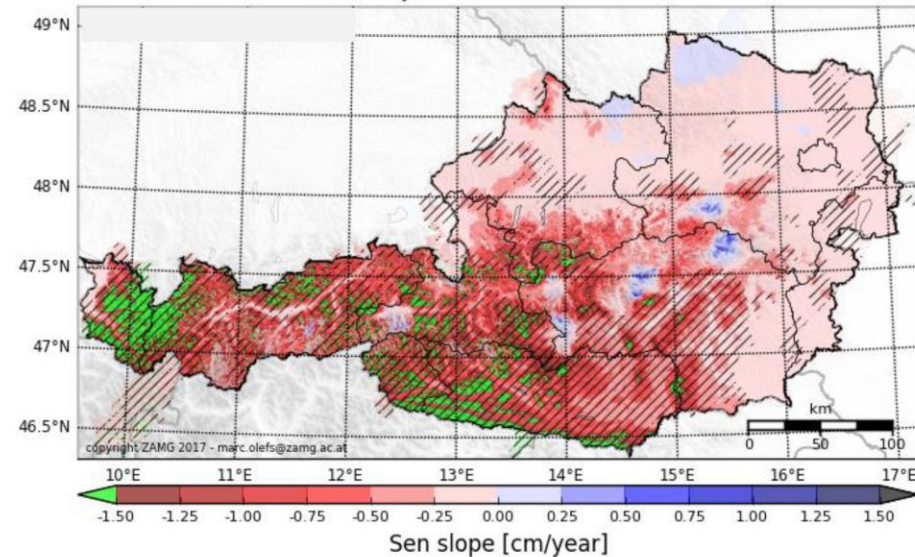 49°N
48.5°N
48°N
47.5°N
47°N
46.5°N
km
0 50 100
copyright ZAMG 2017 - marc.olefs@zamg.ac.at
10°E 11°E 12°E 13°E 14°E 15°E 16°E 17°E
-1.50 -1.25 -1.00 -0.75 -0.50 -0.25 0.00 0.25 0.50 0.75 1.00 1.25 1.50
Sen slope [cm/year]